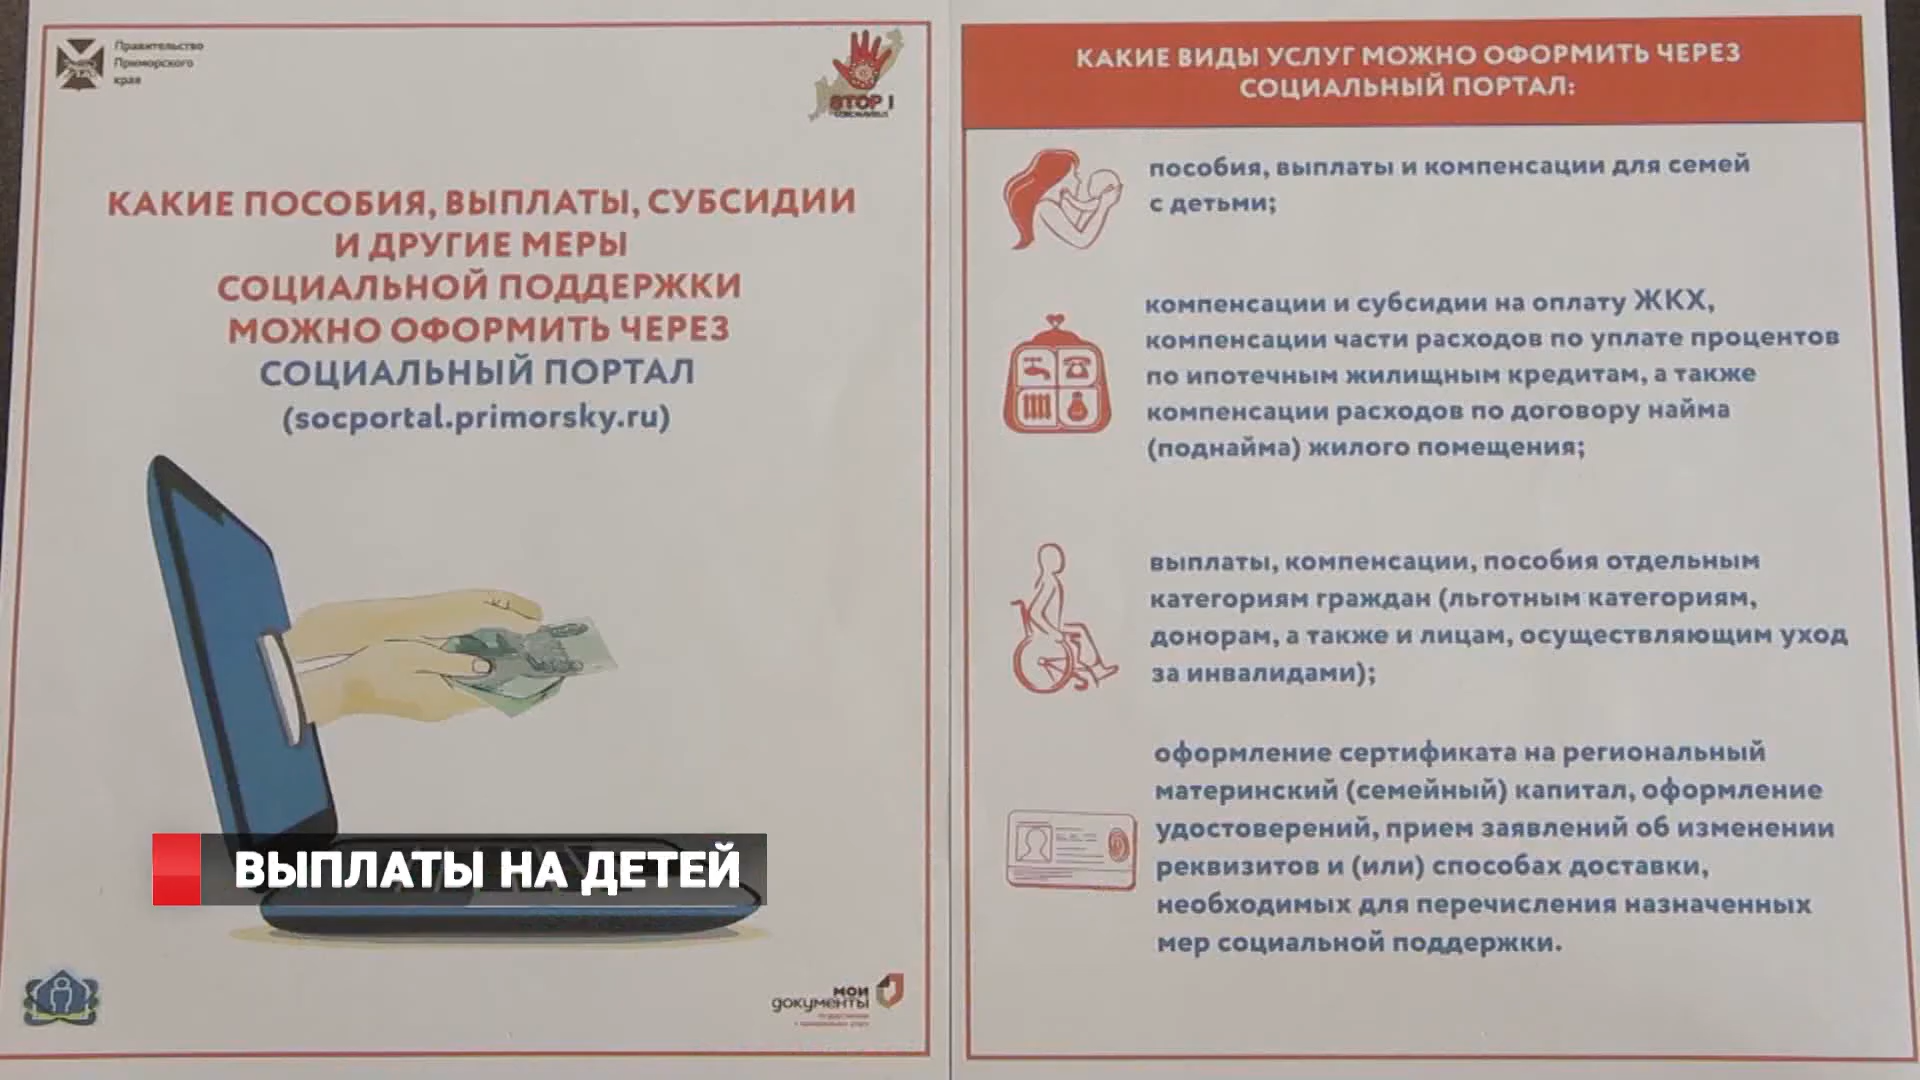 Правительство
Приморского
края
STOP!
КАКИЕ ПОСОБИЯ, ВЫПЛАТЫ, СУБСИДИИ
И ДРУГИЕ МЕРЫ
СОЦИАЛЬНОЙ ПОДДЕРЖКИ
МОЖНО ОФОРМИТЬ ЧЕРЕЗ
СОЦИАЛЬНЫЙ ПОРТАЛ
(socportal.primorsky.ru)
ВЫПЛАТЫ НА ДЕТЕЙ
МОИ
документы
КАКИЕ ВИДЫ УСЛУГ МОЖНО ОФОРМИТЬ ЧЕРЕЗ
СОЦИАЛЬНЫЙ ПОРТАЛ:
пособия, выплаты и компенсации для семей
с детьми;
компенсации и субсидии на оплату ЖКХ,
компенсации части расходов по уплате процентов
по ипотечным жилищным кредитам, а также
компенсации расходов по договору найма
(поднайма) жилого помещения;
выплаты, компенсации, пособия отдельным
категориям граждан (льготным категориям,
донорам, а также и лицам, осуществляющим уход
за инвалидами);
оформление сертификата на региональный
материнский (семейный) капитал, оформление
удостоверений, прием заявлений об изменении
реквизитов и (или) способах доставки,
необходимых для перечисления назначенных
мер социальной поддержки.